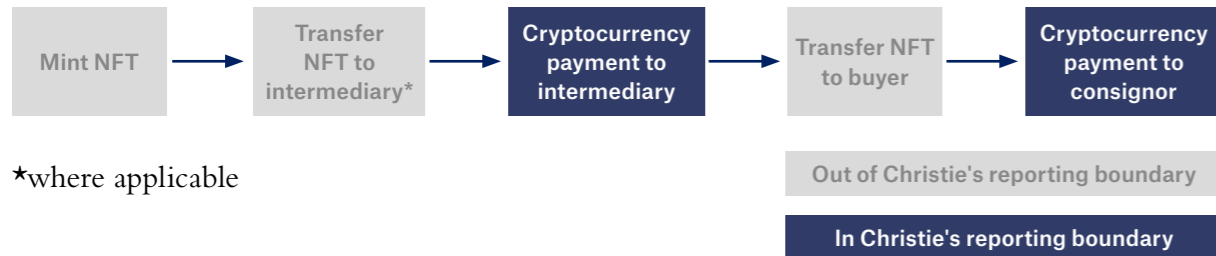 Mint NFT
Transfer
NFT to
intermediary*
Cryptocurrency
payment to
intermediary
Transfer NFT
to buyer
Cryptocurrency
payment to
consignor
*where applicable
Out of Christie's reporting boundary
In Christie's reporting boundary